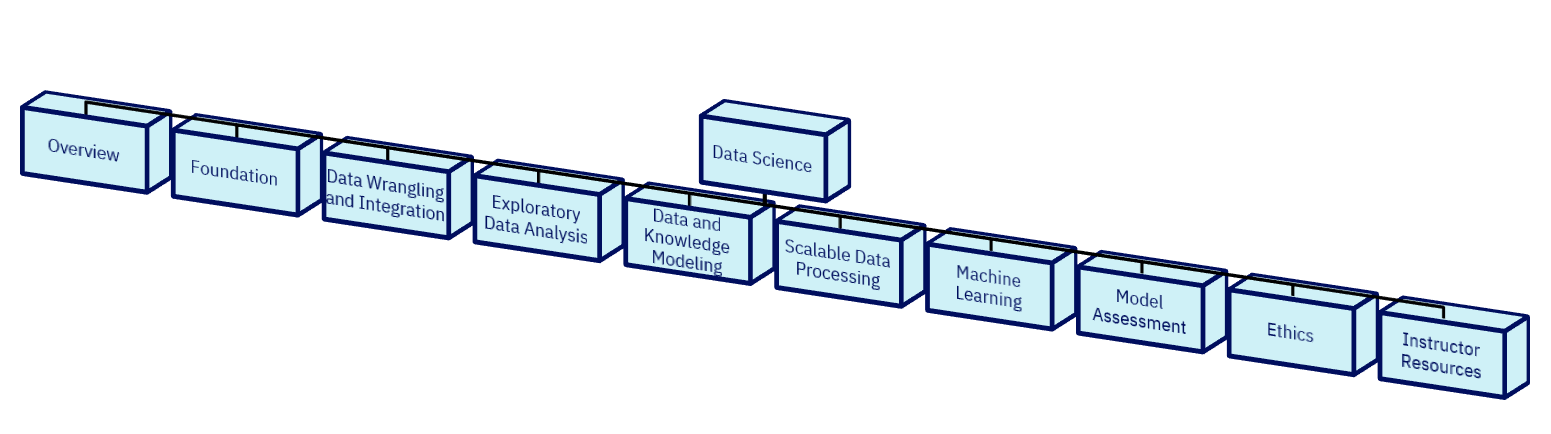 Data Science
Overview
Foundation
Data Wrangling
and Integration
Exploratory
Data Analysis
Data and
Knowledge
Modeling
Scalable Data
Processing
Machine
Learning
Model
Assessment
Ethics
Instructor
Resources